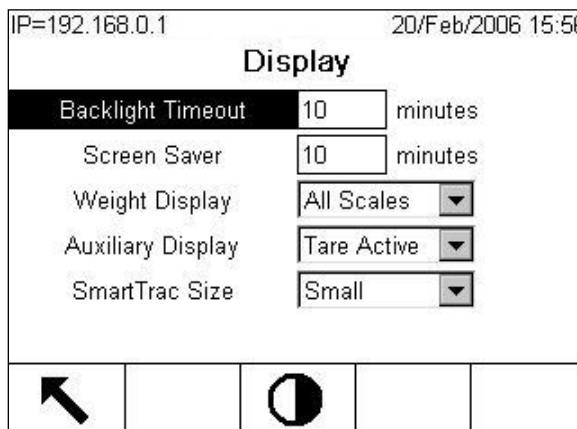 IP=192.168.0.1 20/Feb/2006 15:56
Display
Backlight Timeout 10 minutes
Screen Saver 10 minutes
Weight Display All Scales
Auxiliary Display Tare Active
SmartTrac Size Small